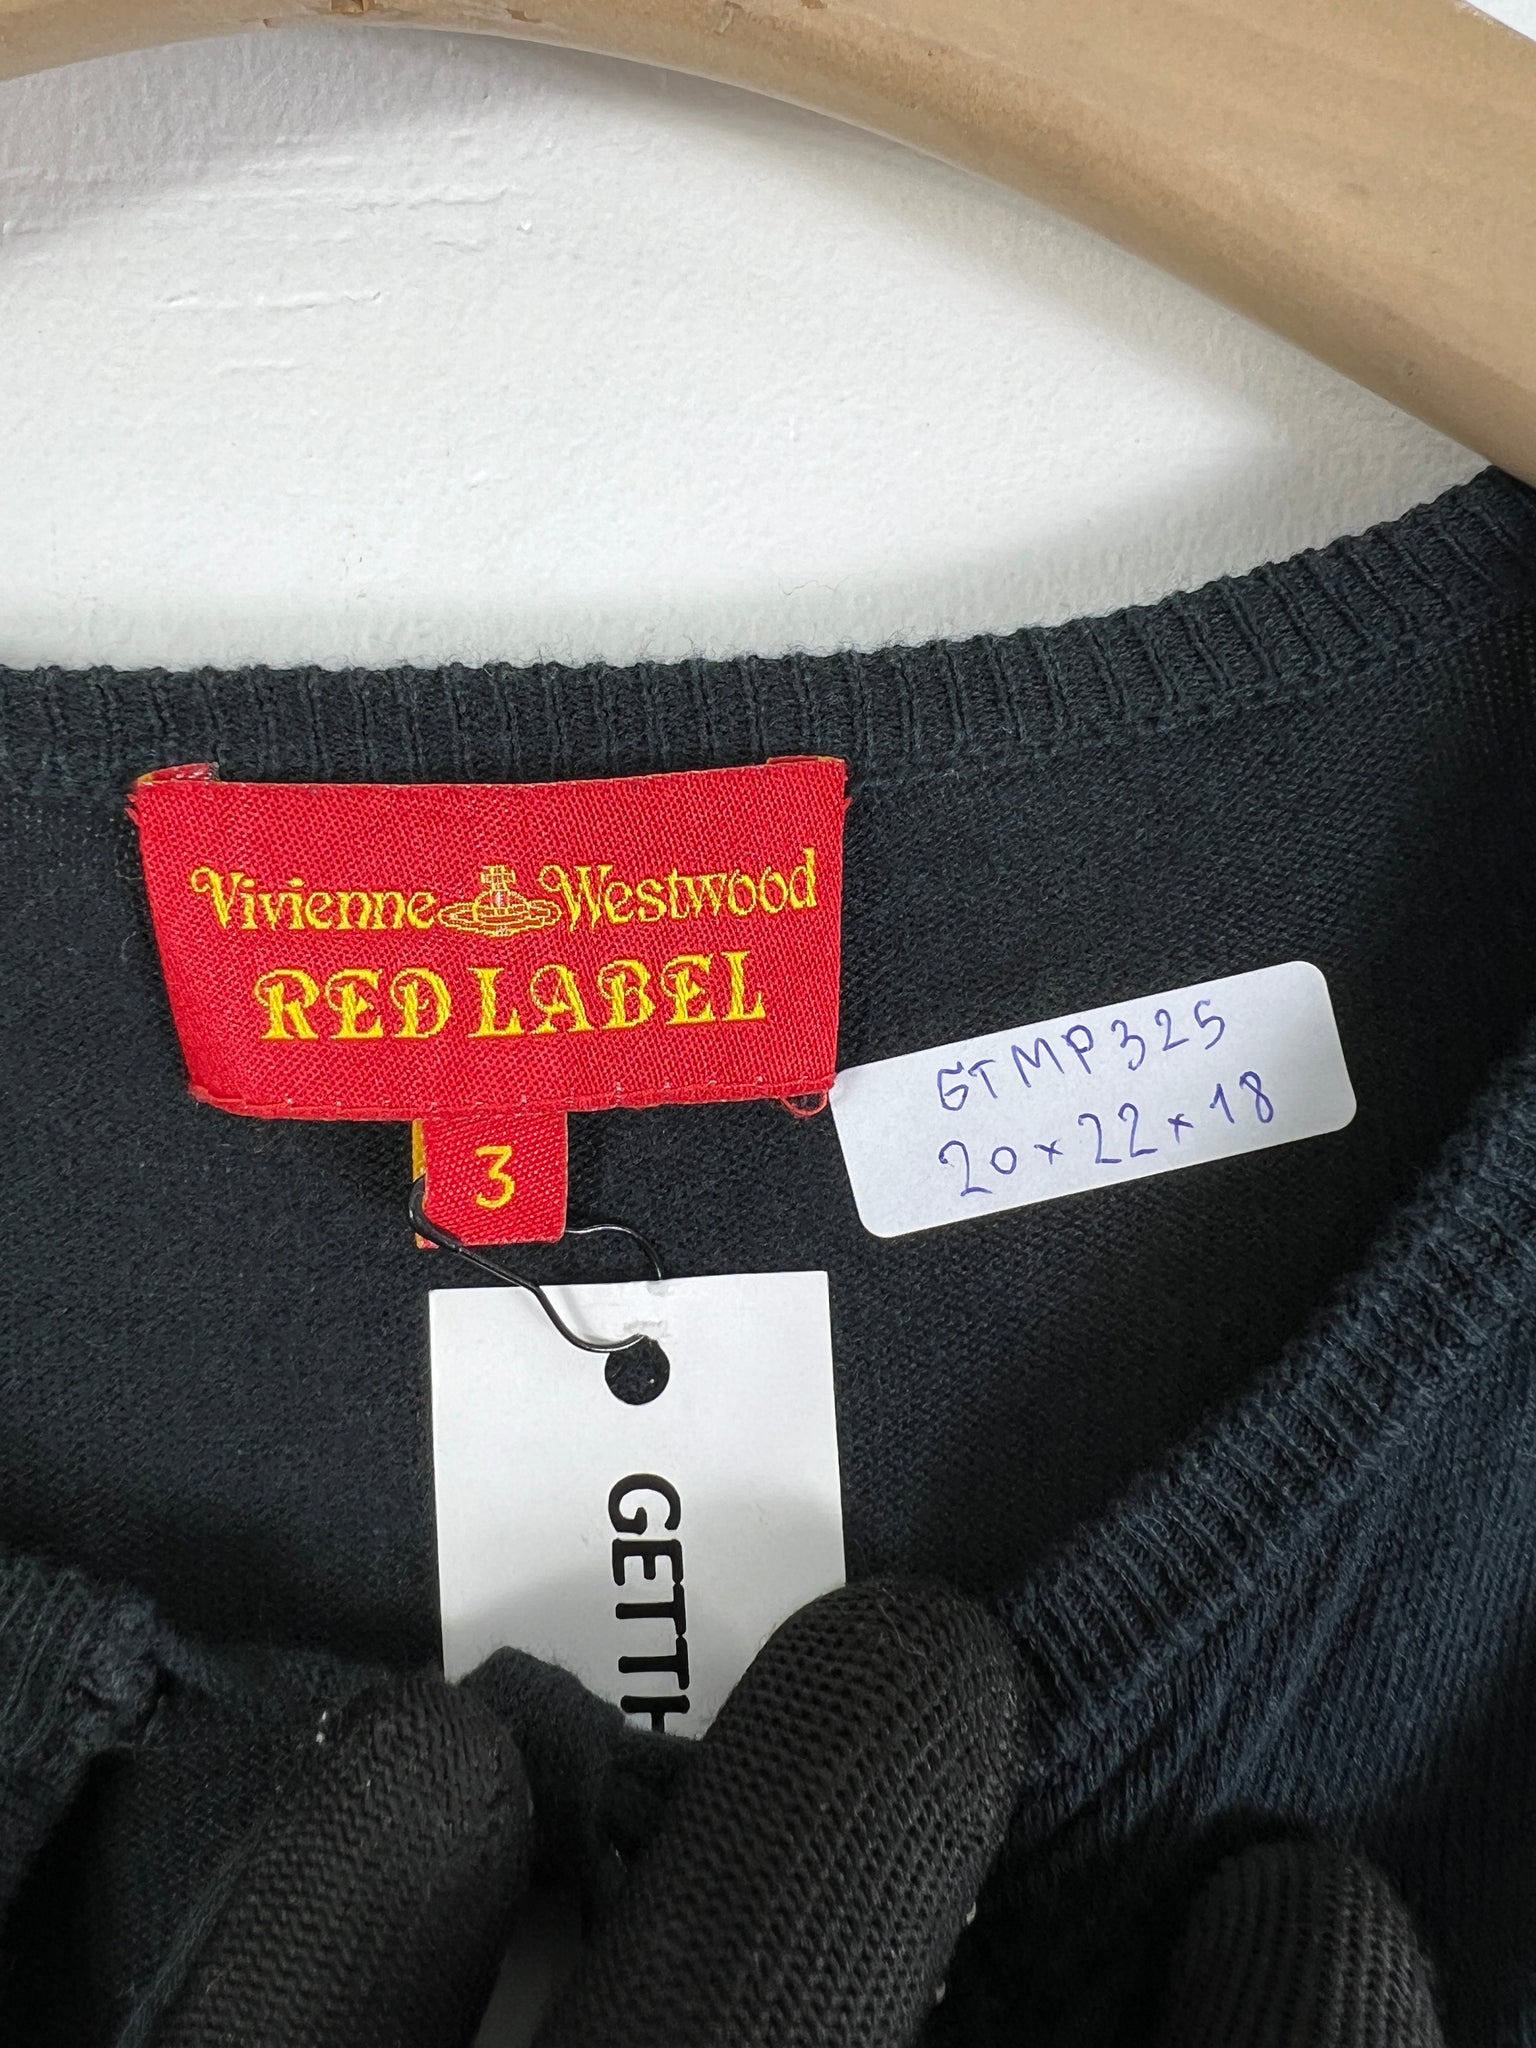 Vivienne Westwood
RED LABEL
GTMP325
20×22×18
3
GETTH